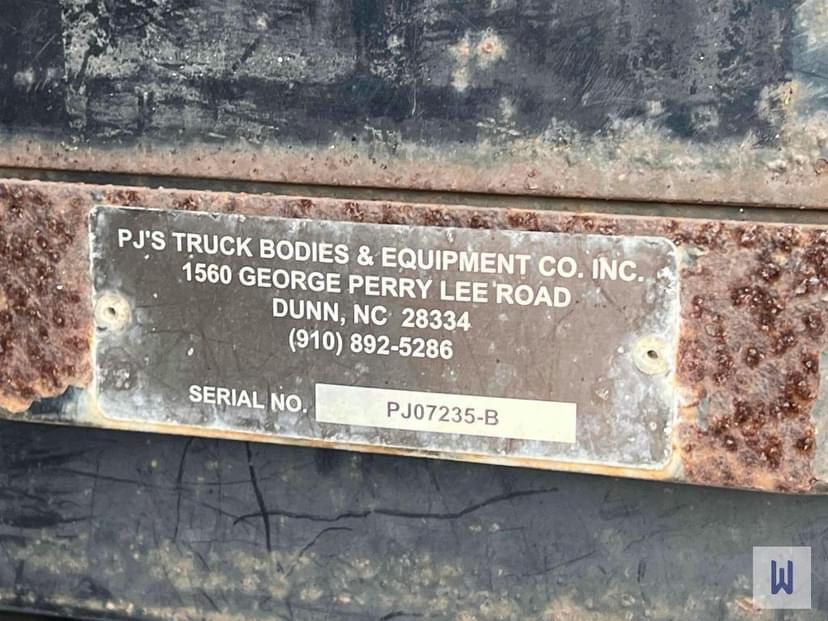 PJ'S TRUCK BODIES & EQUIPMENT CO. INC.
1560 GEORGE PERRY LEE ROAD
DUNN, NC 28334
(910) 892-5286
SERIAL NO. PJ07235-B
W